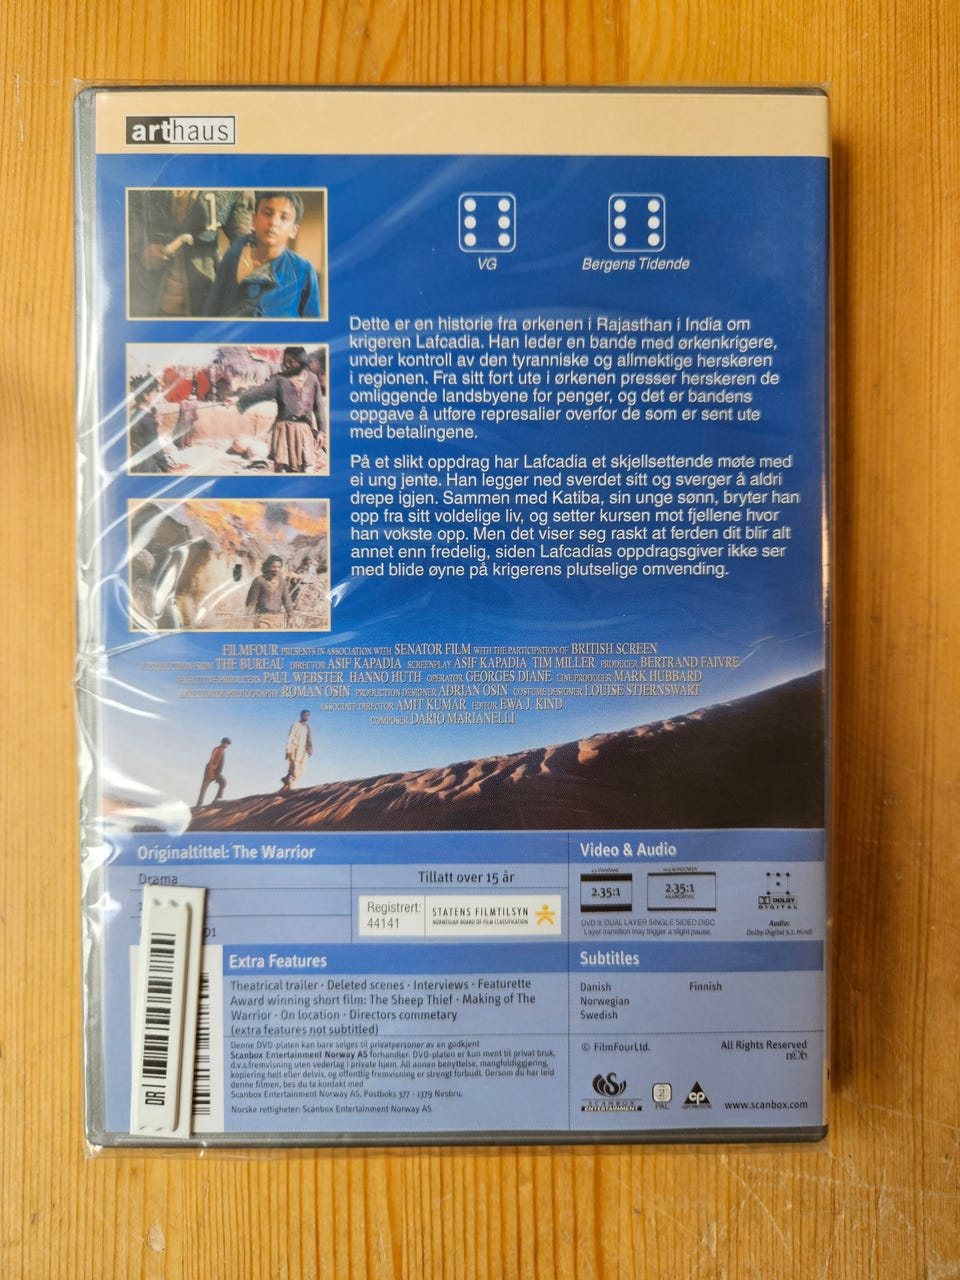 arthaus
VG
Bergens Tidende
Dette er en historie fra ørkenen i Rajasthan i India om
krigeren Lafcadia. Han leder en bande med ørkenkrigere,
under kontroll av den tyranniske og allmektige herskeren
i regionen. Fra sitt fort ute i ørkenen presser herskeren de
omliggende landsbyene for penger, og det er bandens
oppgave å utføre represalier overfor de som er sent ute
med betalingene.
På et slikt oppdrag har Lafcadia et skjellsettende møte med
ei ung jente. Han legger ned sverdet sitt og sverger å aldri
drepe igjen. Sammen med Katiba, sin unge sønn, bryter han
opp fra sitt voldelige liv, og setter kursen mot fjellene hvor
han vokste opp. Men det viser seg raskt at ferden dit blir alt
annet enn fredelig, siden Lafcadias oppdragsgiver ikke ser
med blide øyne på krigerens plutselige omvending.
FILMFOUR PRESENTS IN ASSOCIATION WITH SENATOR FILM WITH THE PARTICIPATION OF BRITISH SCREEN
A PRODUCTION FROM THE BUREAU DIRECTOR ASIF KAPADIA SCREENPLAY ASIF KAPADIA TIM MILLER PRODUCER BERTRAND FAIVRE
EXECUTIVE PRODUCERS PAUL WEBSTER HANNO HUTH OPERATOR GEORGES DIANE LINE PRODUCER MARK HUBBARD
DIRECTOR OF PHOTOGRAPHY ROMAN OSIN PRODUCTION DESIGNER ADRIAN OSIN COSTUME DESIGNER LOUISE STJERNSWART
ASSOCIATE DIRECTOR AMIT KUMAR EDITOR EWA J. KIND
COMPOSER DARIO MARIANELLI
Originaltittel: The Warrior
Drama
Tillatt over 15 år
Registrert:
44141
STATENS FILMTILSYN
NORWEGIAN BOARD OF FILM CLASSIFICATION
01
Extra Features
Theatrical trailer · Deleted scenes · Interviews · Featurette
Award winning short film: The Sheep Thief · Making of The
Warrior · On location · Directors commetary
(extra features not subtitled)
Denne DVD-platen kan bare selges til privatpersoner av en godkjent
Scanbox Entertainment Norway AS forhandler. DVD-platen er kun ment til privat bruk,
d.v.s fremvisning uten vederlag i private hjem. All annen benyttelse, mangfoldiggjøring,
kopiering helt eller delvis, og offentlig fremvisning er strengt forbudt. Dersom du har leid
denne filmen, bes du ta kontakt med
Scanbox Entertainment Norway AS. Postboks 377 · 1379 Nesbru.
Norske rettigheter: Scanbox Entertainment Norway AS
DR
Video & Audio
2.35:1
2.35:1
ANAMORPHIC
DOLBY
DIGITAL
DVD 9: DUAL LAYER SINGLE SIDED DISC
Layer transition may trigger a slight pause.
Audio:
Dolby Digital 5.1: Hindi
Subtitles
Danish
Norwegian
Swedish
Finnish
© FilmFourLtd.
All Rights Reserved
nøb
SCANBOX
ENTERTAINMENT
2
PAL
www.scanbox.com